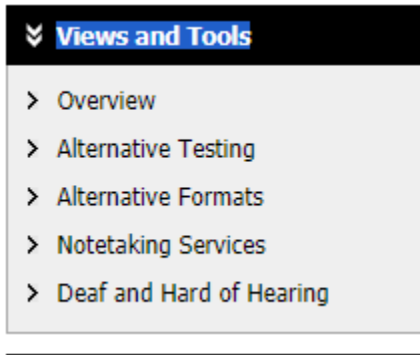 Views and Tools
Overview
Alternative Testing
Alternative Formats
Notetaking Services
Deaf and Hard of Hearing